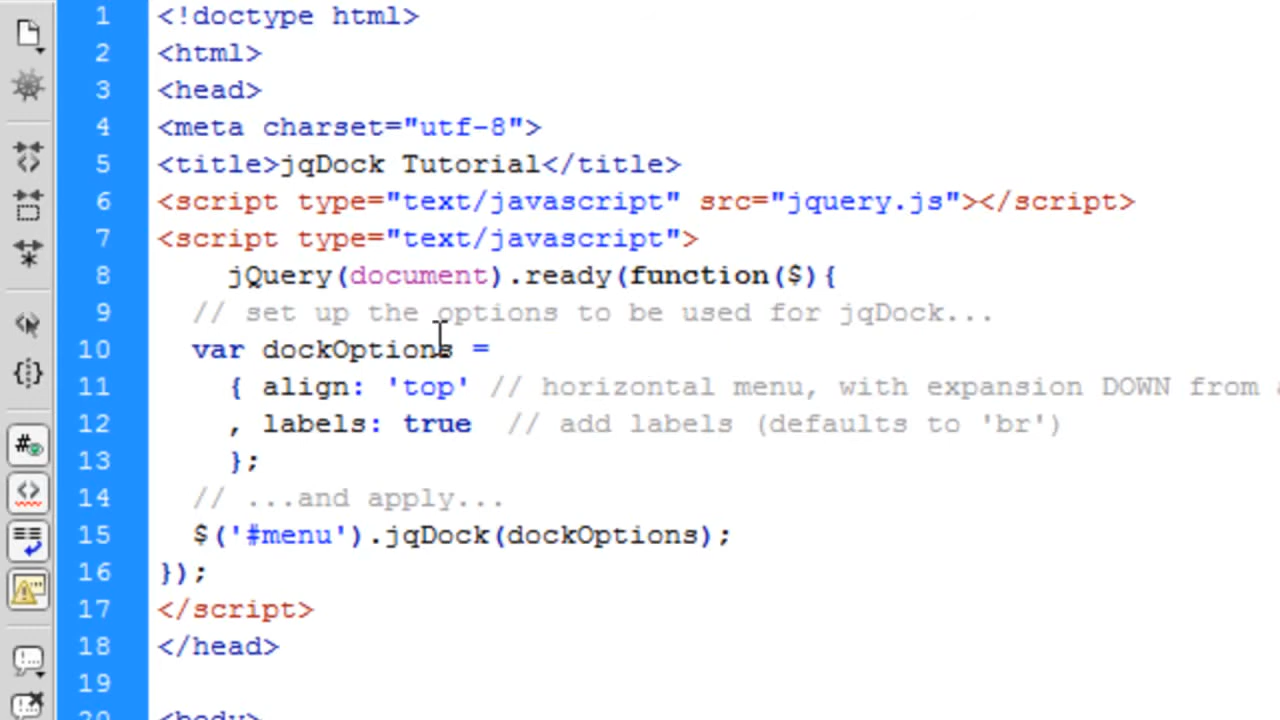 1 <!doctype html>
2 <html>
3 <head>
4 <meta charset="utf-8">
5 <title>jqDock Tutorial</title>
6 <script type="text/javascript" src="jquery.js"></script>
7 <script type="text/javascript">
8 jQuery(document).ready(function($){
9 // set up the options to be used for jqDock...
10 var dockOptions =
11 { align: 'top' // horizontal menu, with expansion DOWN from
12 , labels: true // add labels (defaults to 'br')
13 };
14 // ...and apply...
15 $('#menu').jqDock(dockOptions);
16 });
17 </script>
18 </head>
19
20 <body>